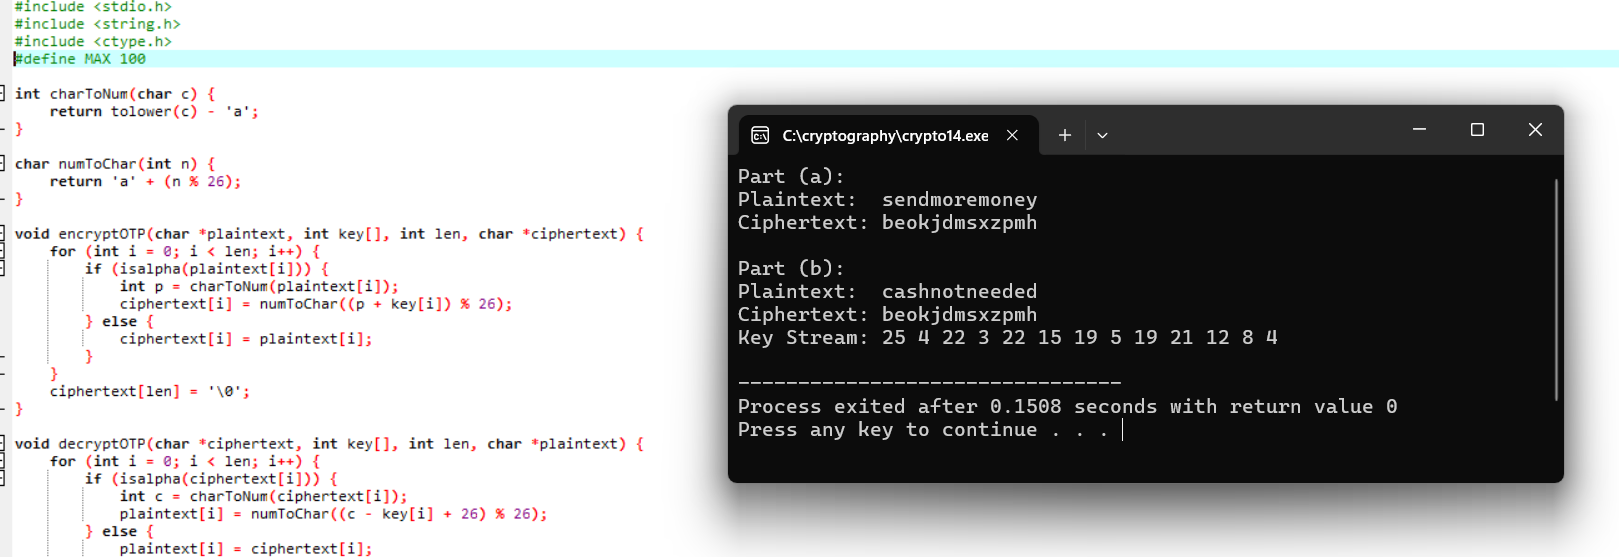 #include <stdio.h>
#include <string.h>
#include <ctype.h>
#define MAX 100
int charToNum(char c) {
    return tolower(c) - 'a';
}
char numToChar(int n) {
    return 'a' + (n % 26);
}
void encryptOTP(char *plaintext, int key[], int len, char *ciphertext) {
    for (int i = 0; i < len; i++) {
        if (isalpha(plaintext[i])) {
            int p = charToNum(plaintext[i]);
            ciphertext[i] = numToChar((p + key[i]) % 26);
        } else {
            ciphertext[i] = plaintext[i];
        }
    }
    ciphertext[len] = '\0';
}
void decryptOTP(char *ciphertext, int key[], int len, char *plaintext) {
    for (int i = 0; i < len; i++) {
        if (isalpha(ciphertext[i])) {
            int c = charToNum(ciphertext[i]);
            plaintext[i] = numToChar((c - key[i] + 26) % 26);
        } else {
            plaintext[i] = ciphertext[i];
C:\cryptography\crypto14.exe
Part (a):
Plaintext:  sendmoremoney
Ciphertext: beokjdmsxzpmh
Part (b):
Plaintext:  cashnotneeded
Ciphertext: beokjdmsxzpmh
Key Stream: 25 4 22 3 22 15 19 5 19 21 12 8 4
--------------------------------
Process exited after 0.1508 seconds with return value 0
Press any key to continue . . .